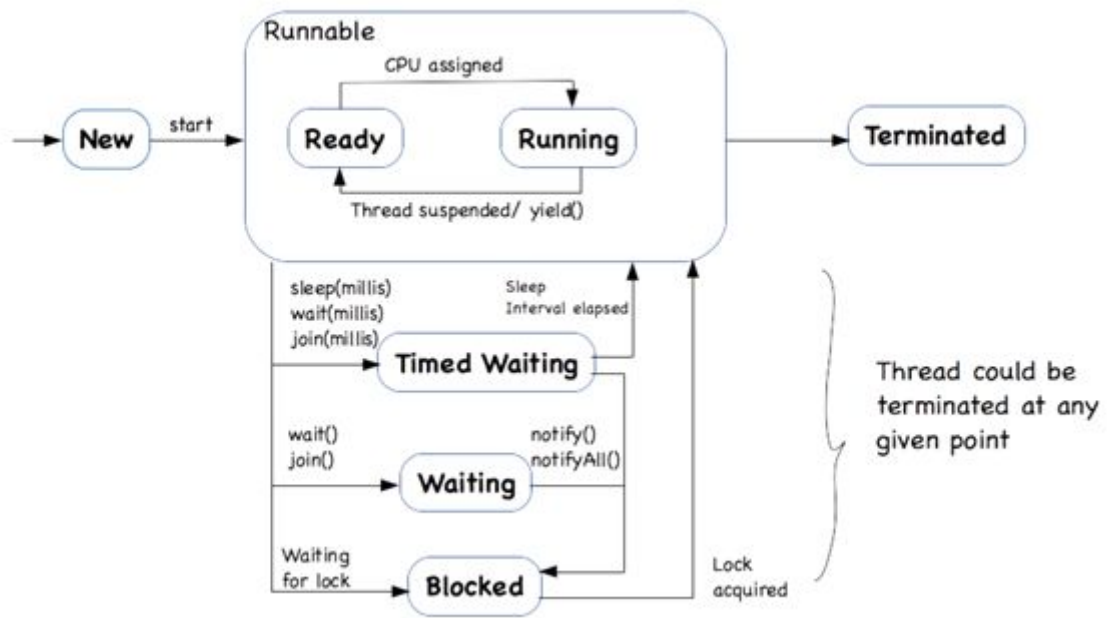 Runnable
CPU assigned
New
start
Ready
Running
Terminated
Thread suspended/ yield()
sleep(millis)
wait(millis)
join(millis)
Sleep
Interval elapsed
Timed Waiting
Thread could be
terminated at any
given point
wait()
join()
notify()
notifyAll()
Waiting
Waiting
for lock
Blocked
Lock
acquired